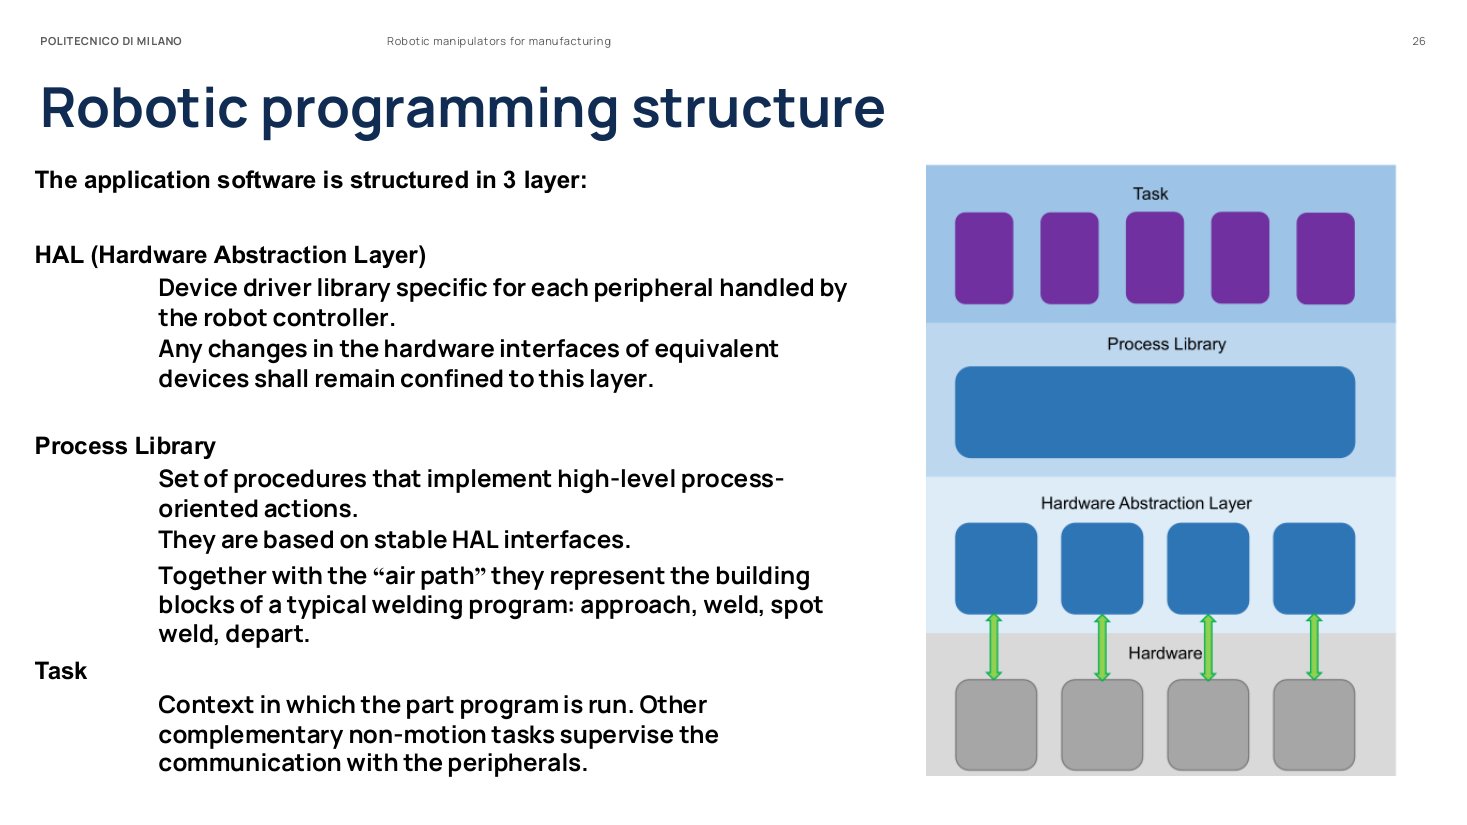 POLITECNICO DI MILANO
Robotic manipulators for manufacturing
26
Robotic programming structure
The application software is structured in 3 layer:
HAL (Hardware Abstraction Layer)
Device driver library specific for each peripheral handled by
the robot controller.
Any changes in the hardware interfaces of equivalent
devices shall remain confined to this layer.
Process Library
Set of procedures that implement high-level process-
oriented actions.
They are based on stable HAL interfaces.
Together with the “air path” they represent the building
blocks of a typical welding program: approach, weld, spot
weld, depart.
Task
Context in which the part program is run. Other
complementary non-motion tasks supervise the
communication with the peripherals.
Task
Process Library
Hardware Abstraction Layer
Hardware